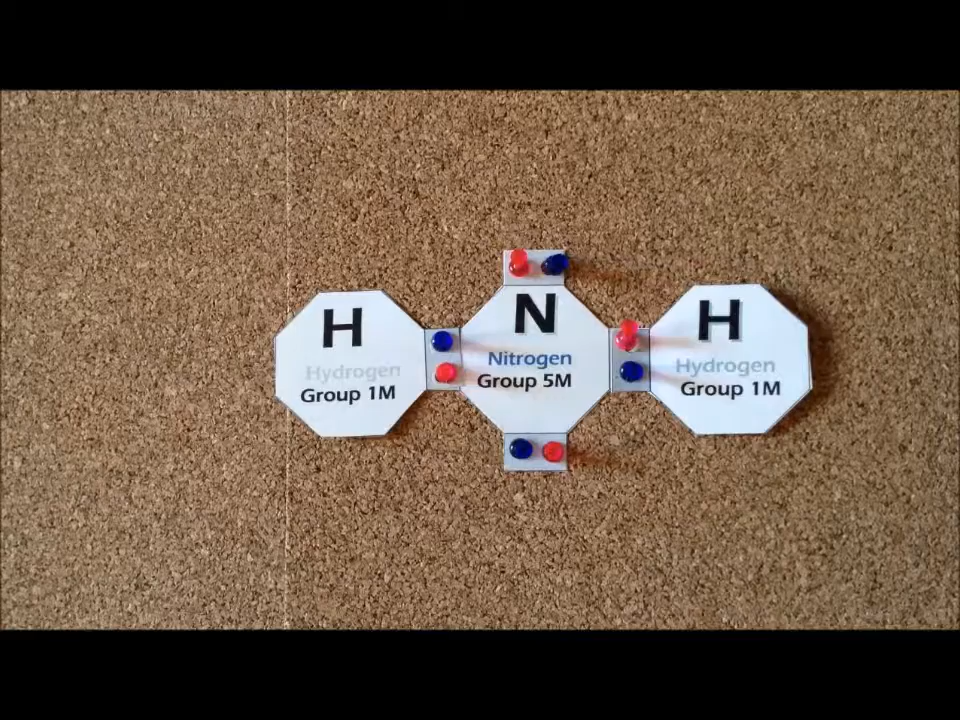 H
Hydrogen
Group 1M
N
Nitrogen
Group 5M
H
Hydrogen
Group 1M